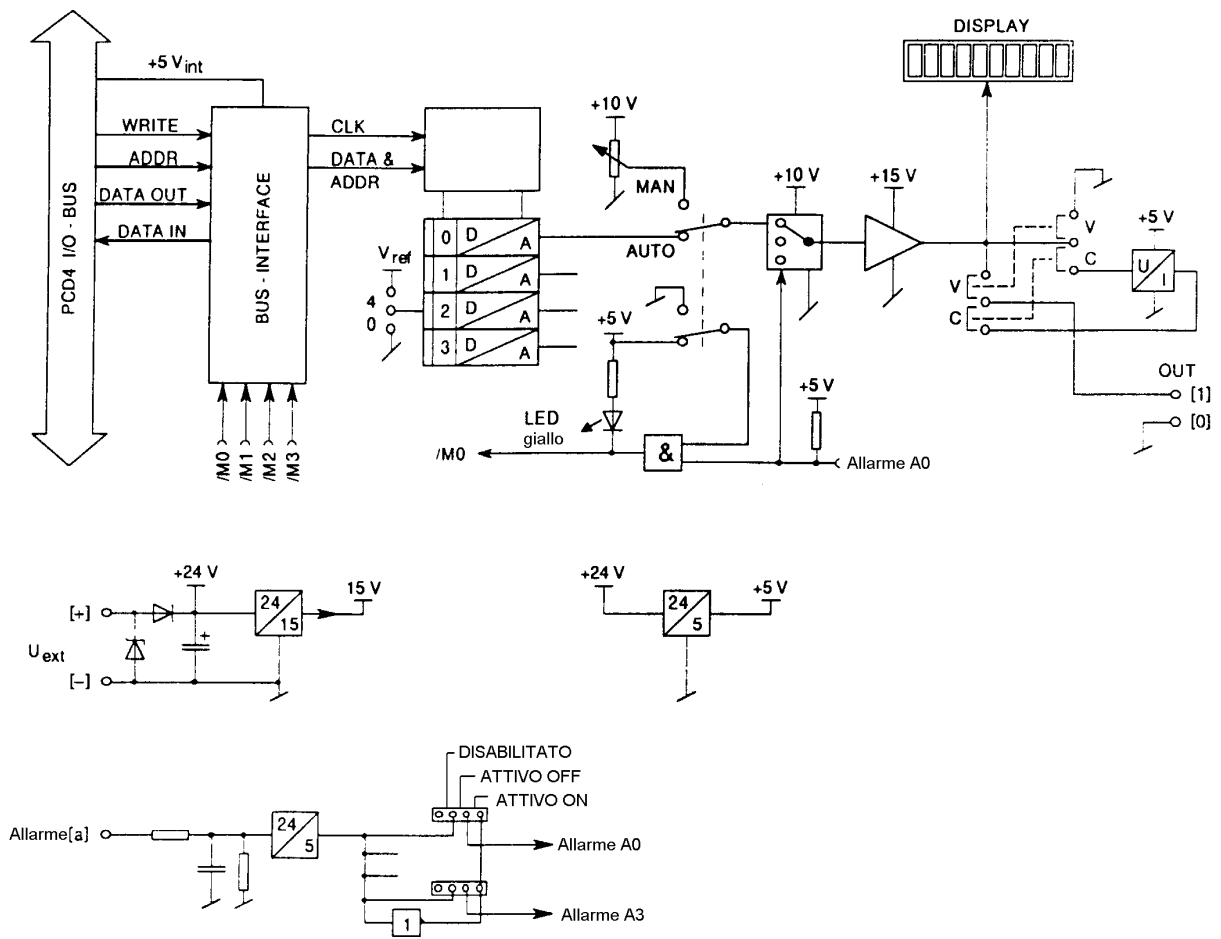 DISPLAY
+5 Vint
WRITE
ADDR
DATA OUT
DATA IN
PCD4 I/O - BUS
BUS - INTERFACE
CLK
DATA &
ADDR
/M0
/M1
/M2
/M3
0 D A
1 D A
2 D A
3 D A
Vref
4
0
+10 V
MAN
AUTO
+5 V
LED
giallo
/M0
&
+10 V
+15 V
+5 V
Allarme A0
V
C
V
C
+5 V
U
I
OUT
[1]
[0]
+24 V
[+]
Uext
[–]
+
24
15
15 V
+24 V
24
5
+5 V
DISABILITATO
ATTIVO OFF
ATTIVO ON
Allarme[a]
24
5
Allarme A0
Allarme A3
1